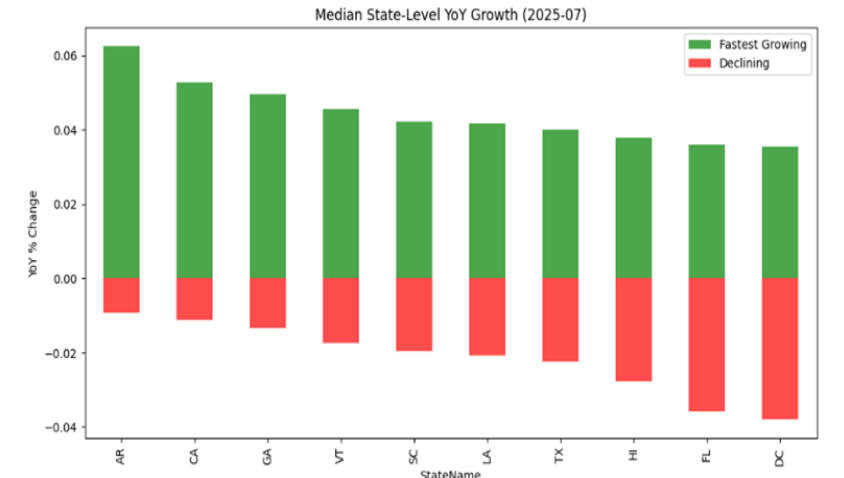 Median State-Level YoY Growth (2025-07)
Fastest Growing
Declining
YoY % Change
0.06
0.04
0.02
0.00
−0.02
−0.04
AR CA GA VT SC LA TX HI FL DC
StateName